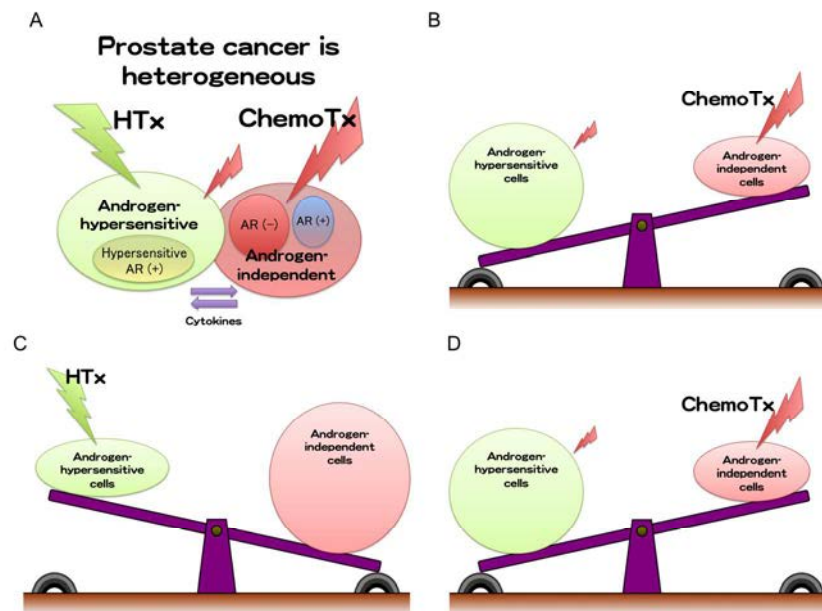 A
Prostate cancer is
heterogeneous
HTx
ChemoTx
Androgen-
hypersensitive
Hypersensitive
AR (+)
AR (-)
AR (+)
Androgen-
independent
Cytokines
B
ChemoTx
Androgen-
hypersensitive
cells
Androgen-
independent
cells
C
HTx
Androgen-
hypersensitive
cells
Androgen-
independent
cells
D
ChemoTx
Androgen-
hypersensitive
cells
Androgen-
independent
cells